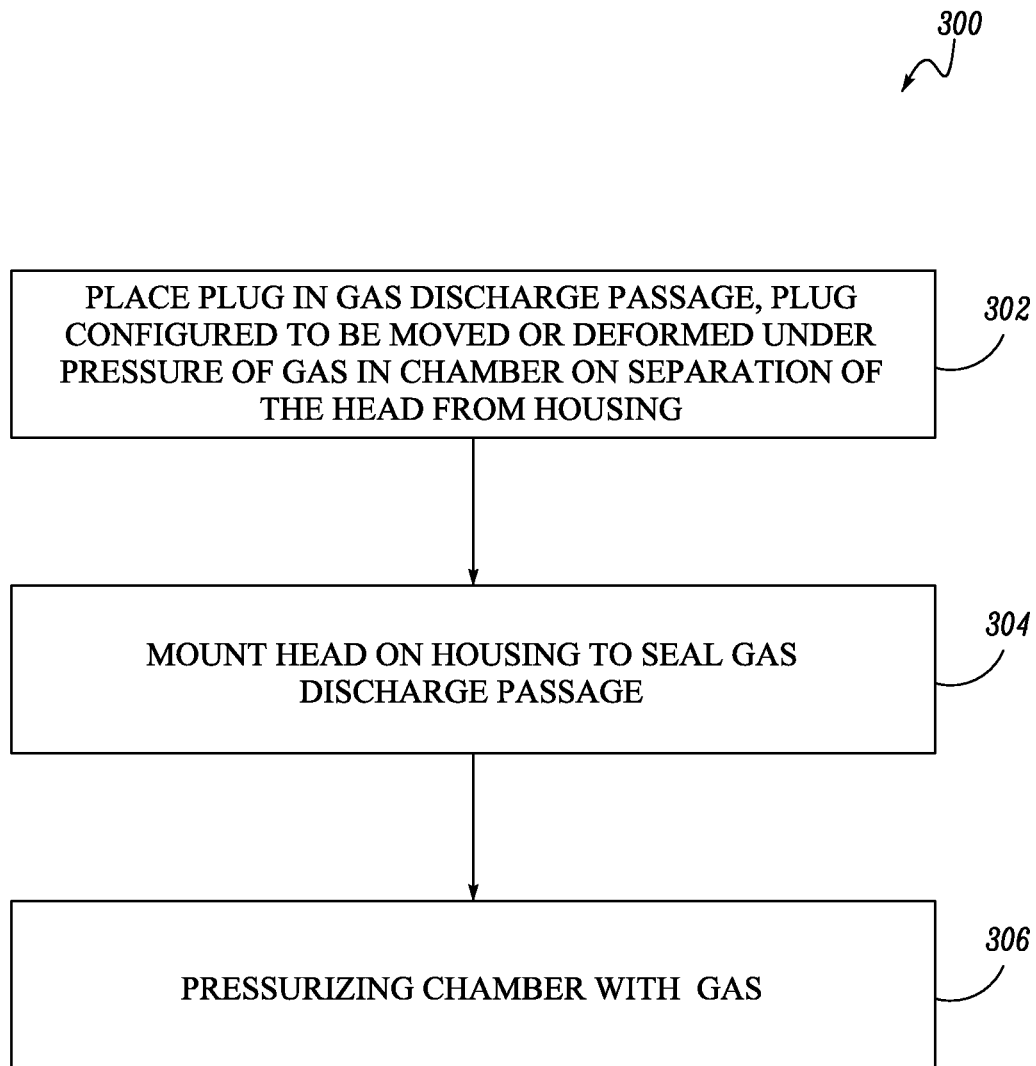 300
PLACE PLUG IN GAS DISCHARGE PASSAGE, PLUG
CONFIGURED TO BE MOVED OR DEFORMED UNDER
PRESSURE OF GAS IN CHAMBER ON SEPARATION OF
THE HEAD FROM HOUSING
302
MOUNT HEAD ON HOUSING TO SEAL GAS
DISCHARGE PASSAGE
304
PRESSURIZING CHAMBER WITH GAS
306